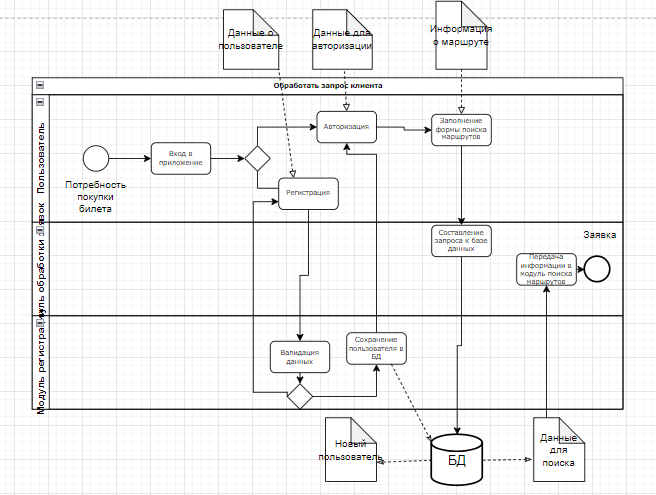 Данные о
пользователе
Данные для
авторизации
Информация
о маршруте
Обработать запрос клиента
Пользователь
Потребность
покупки
билета
Вход в
приложение
Авторизация
Регистрация
Заполнение
формы поиска
маршрутов
обработки
Составление
запроса к базе
данных
Передача
информации в
модуль поиска
маршрутов
Заявка
Модуль
Валидация
данных
Сохранение
пользователя в
БД
Новый
пользователь
БД
Данные
для
поиска